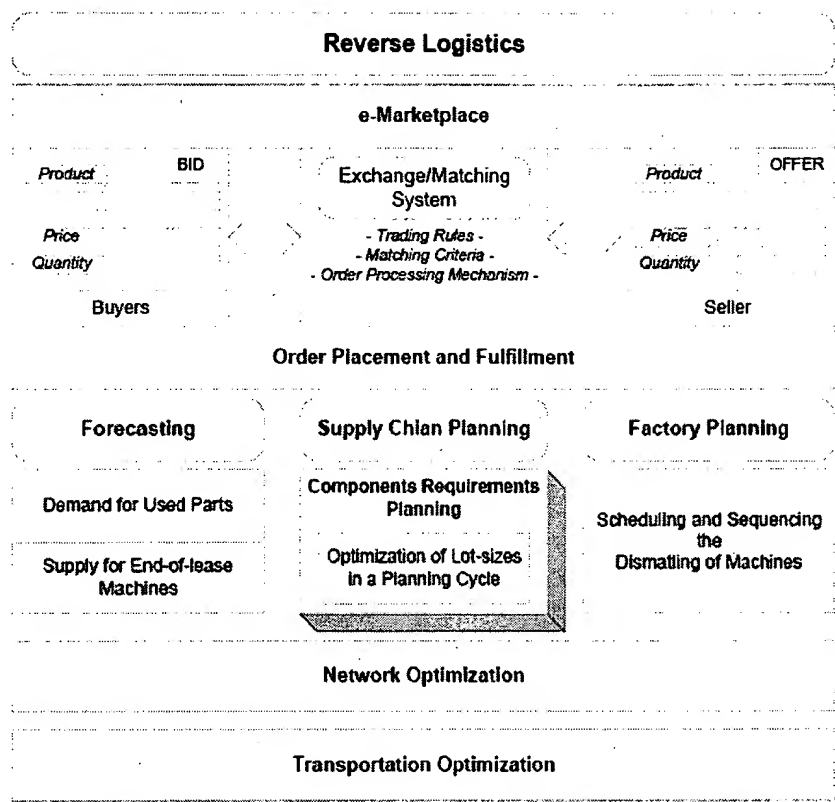 Reverse Logistics
e-Marketplace
Product
BID
Price
Quantity
Buyers
Exchange/Matching
System
- Trading Rules -
- Matching Criteria -
- Order Processing Mechanism -
Product
OFFER
Price
Quantity
Seller
Order Placement and Fulfillment
Forecasting
Demand for Used Parts
Supply for End-of-lease
Machines
Supply Chian Planning
Components Requirements
Planning
Optimization of Lot-sizes
in a Planning Cycle
Factory Planning
Scheduling and Sequencing
the
Dismatling of Machines
Network Optimization
Transportation Optimization